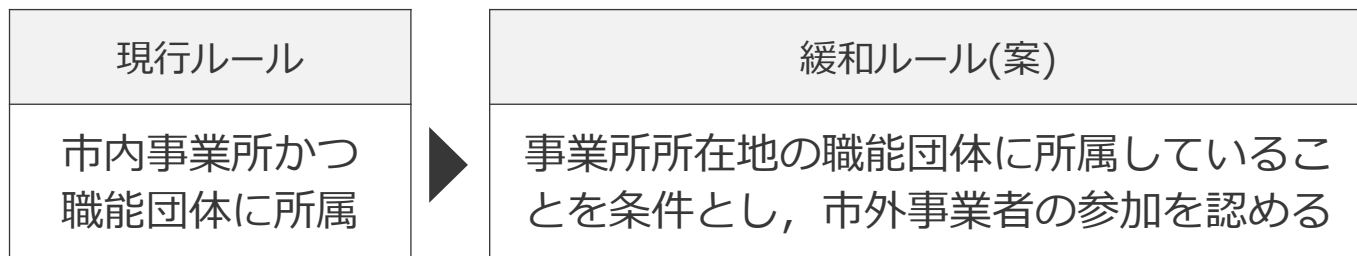 現行ルール
市内事業所かつ
職能団体に所属
緩和ルール(案)
事業所所在地の職能団体に所属しているこ
とを条件とし，市外事業者の参加を認める